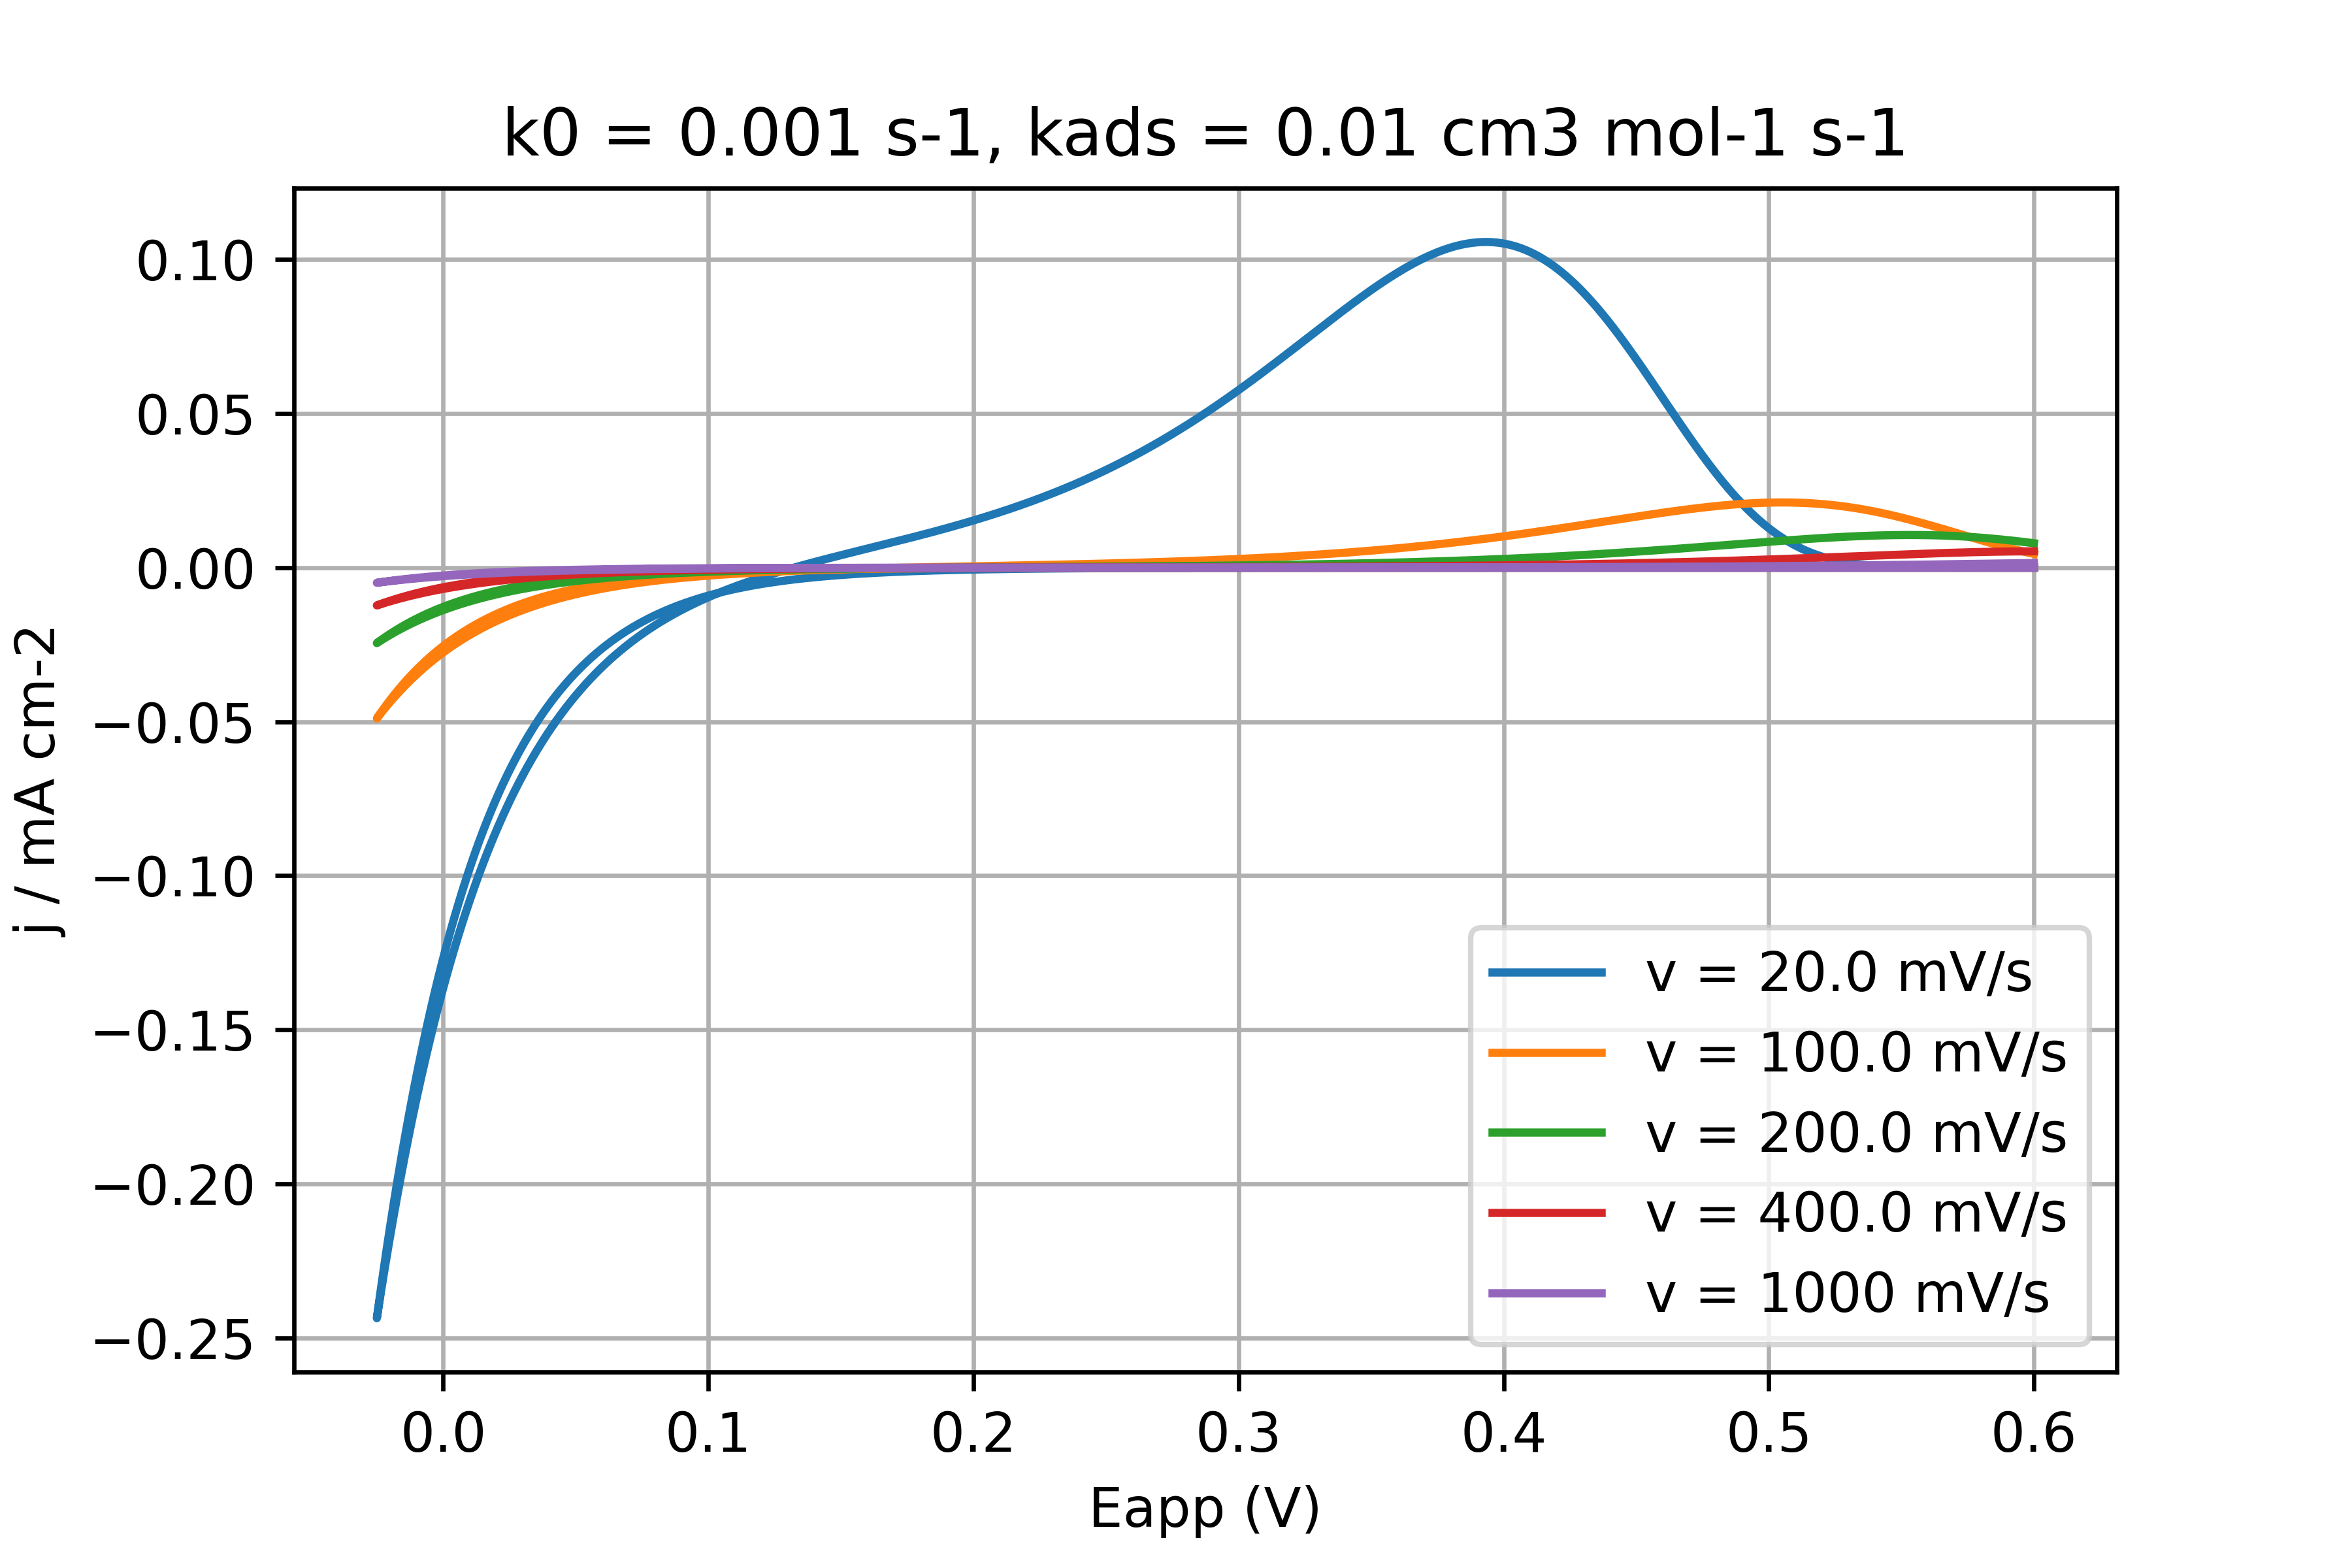 k0 = 0.001 s-1, kads = 0.01 cm3 mol-1 s-1
j / mA cm-2
0.10
0.05
0.00
−0.05
−0.10
−0.15
−0.20
−0.25
v = 20.0 mV/s
v = 100.0 mV/s
v = 200.0 mV/s
v = 400.0 mV/s
v = 1000 mV/s
0.0 0.1 0.2 0.3 0.4 0.5 0.6
Eapp (V)